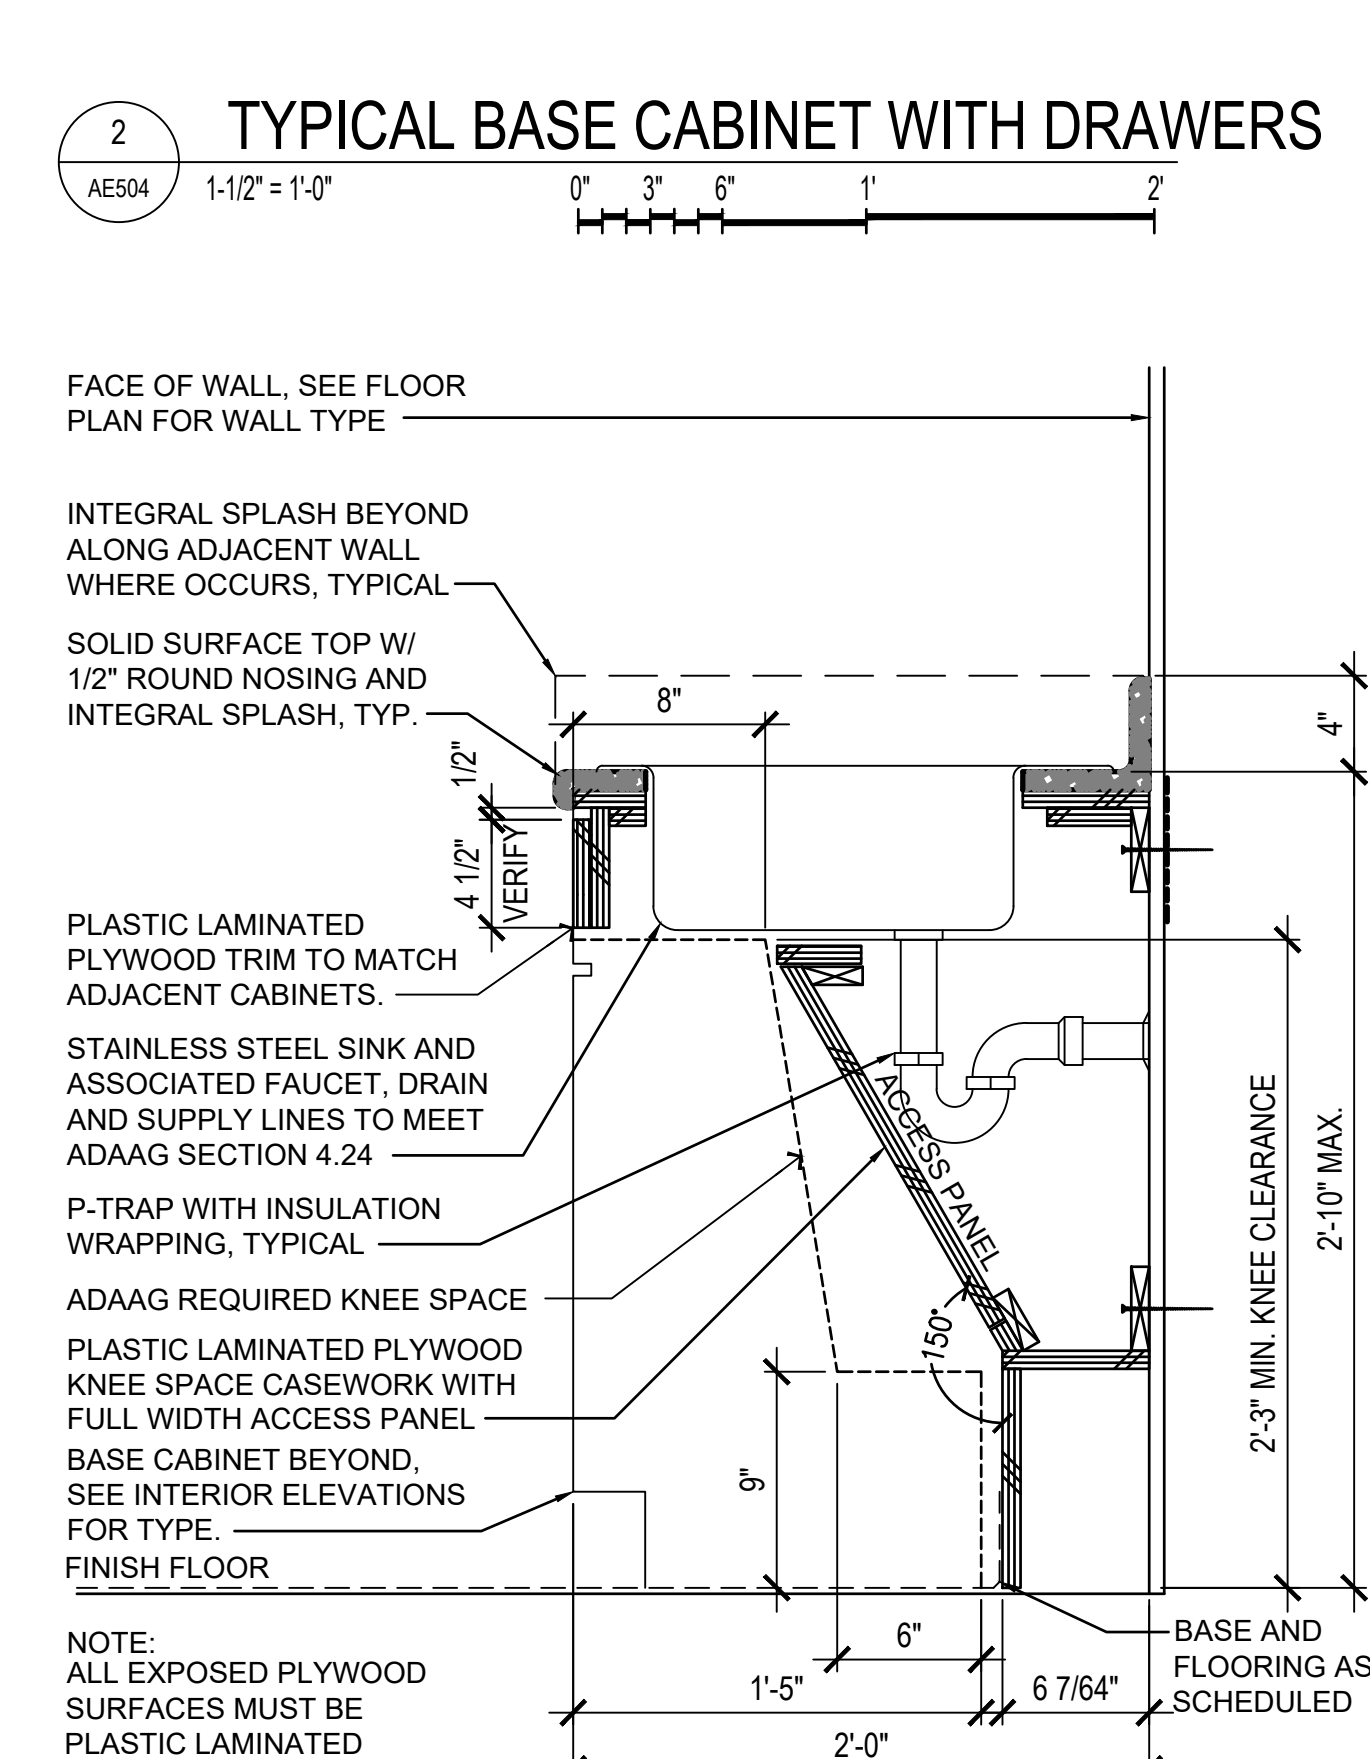 2
TYPICAL BASE CABINET WITH DRAWERS
AE504
1-1/2" = 1'-0"
0" 3" 6" 1' 2'
FACE OF WALL, SEE FLOOR
PLAN FOR WALL TYPE
INTEGRAL SPLASH BEYOND
ALONG ADJACENT WALL
WHERE OCCURS, TYPICAL
SOLID SURFACE TOP W/
1/2" ROUND NOSING AND
INTEGRAL SPLASH, TYP.
8"
4"
1/2"
4 1/2"
VERIFY
PLASTIC LAMINATED
PLYWOOD TRIM TO MATCH
ADJACENT CABINETS.
STAINLESS STEEL SINK AND
ASSOCIATED FAUCET, DRAIN
AND SUPPLY LINES TO MEET
ADAAG SECTION 4.24
P-TRAP WITH INSULATION
WRAPPING, TYPICAL
ADAAG REQUIRED KNEE SPACE
PLASTIC LAMINATED PLYWOOD
KNEE SPACE CASEWORK WITH
FULL WIDTH ACCESS PANEL
BASE CABINET BEYOND,
SEE INTERIOR ELEVATIONS
FOR TYPE.
FINISH FLOOR
ACCESS PANEL
150°
2'-3" MIN. KNEE CLEARANCE
2'-10" MAX.
9"
6"
1'-5"
6 7/64"
2'-0"
BASE AND
FLOORING AS
SCHEDULED
NOTE:
ALL EXPOSED PLYWOOD
SURFACES MUST BE
PLASTIC LAMINATED